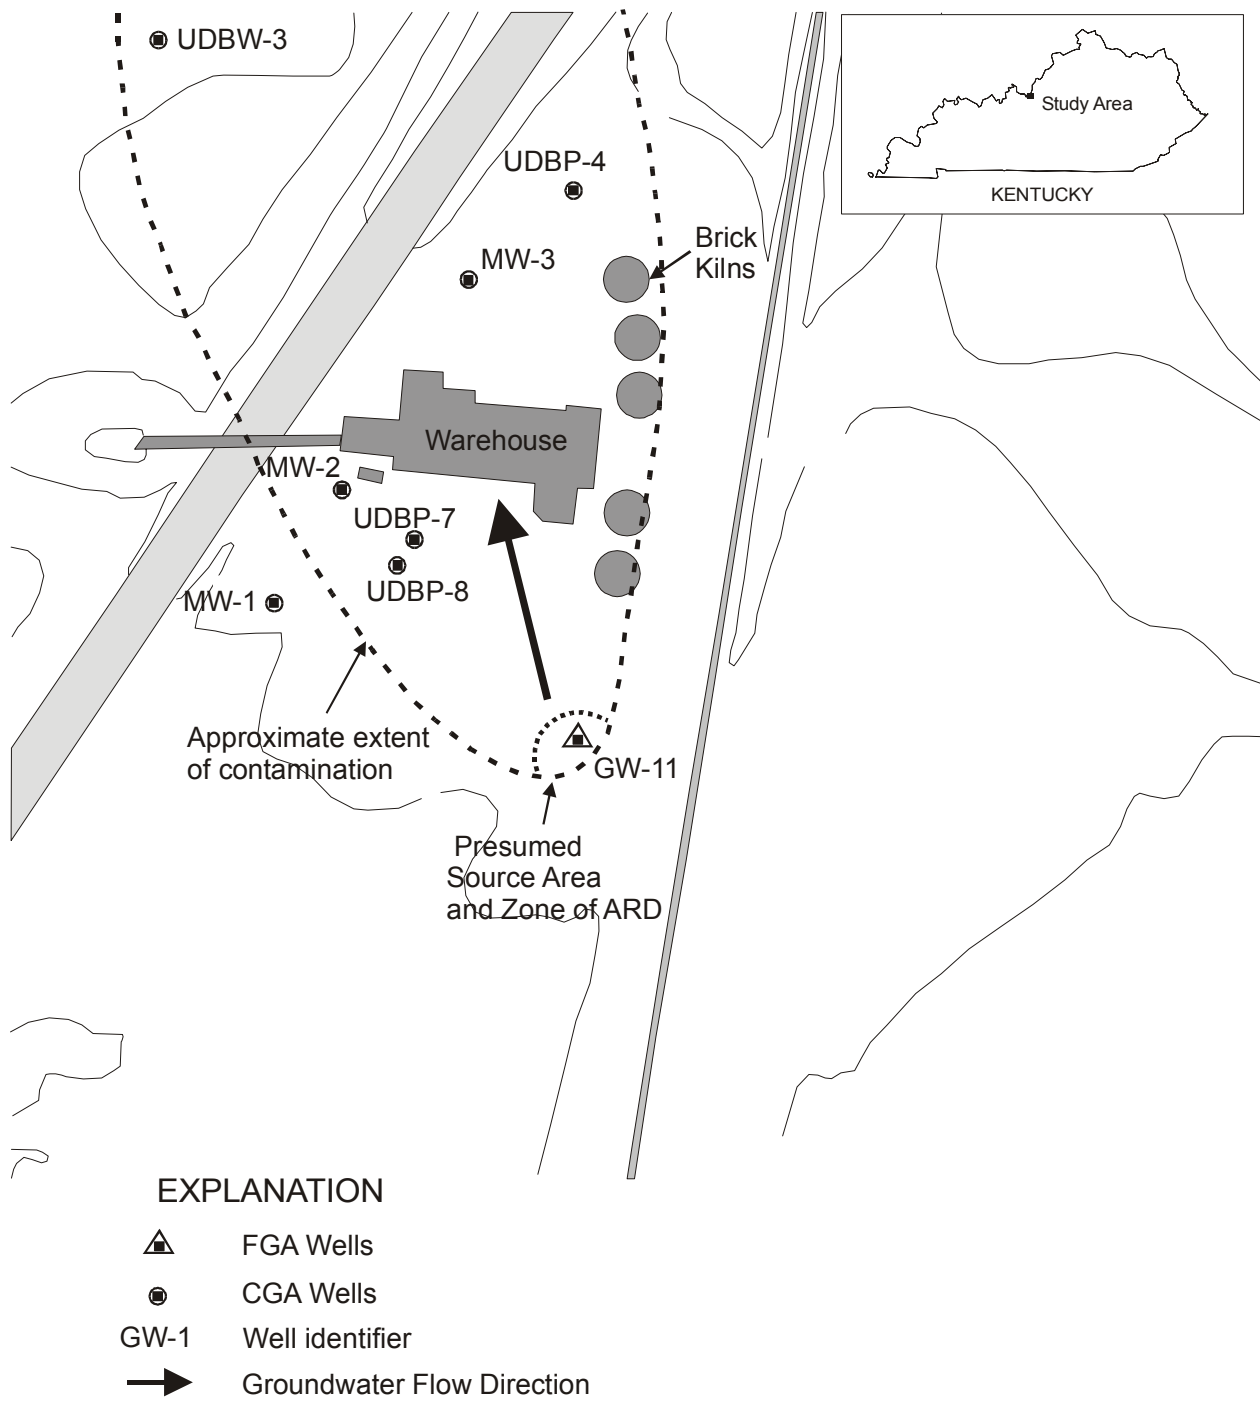 UDBW-3
Study Area
KENTUCKY
UDBP-4
Brick
Kilns
MW-3
Warehouse
MW-2
UDBP-7
UDBP-8
MW-1
Approximate extent
of contamination
GW-11
Presumed
Source Area
and Zone of ARD
EXPLANATION
FGA Wells
CGA Wells
GW-1 Well identifier
Groundwater Flow Direction